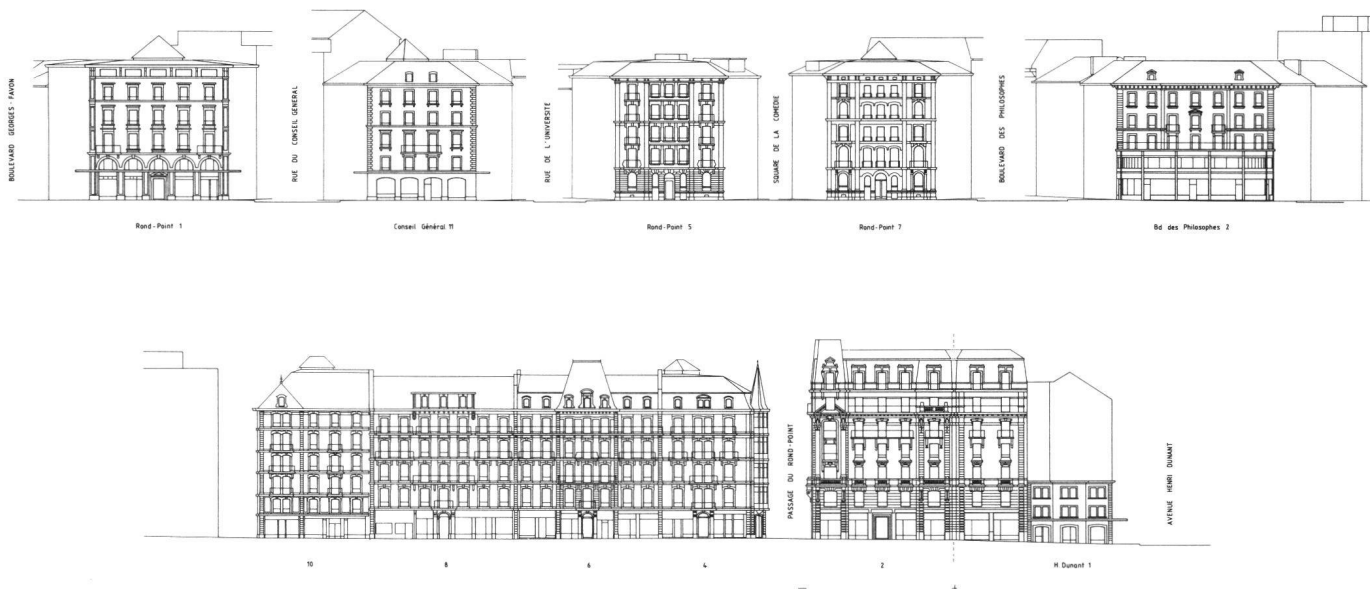 BOULEVARD GEORGES-FAVON
RUE DU CONSEIL GENERAL
RUE DE L'UNIVERSITE
SQUARE DE LA COMEDIE
BOULEVARD DES PHILOSOPHES
Rond-Point 1
Conseil Général 11
Rond-Point 5
Rond-Point 7
Bd des Philosophes 2
PASSAGE DU ROND-POINT
AVENUE HENRI DUNANT
10
8
6
4
2
H Dunant 1